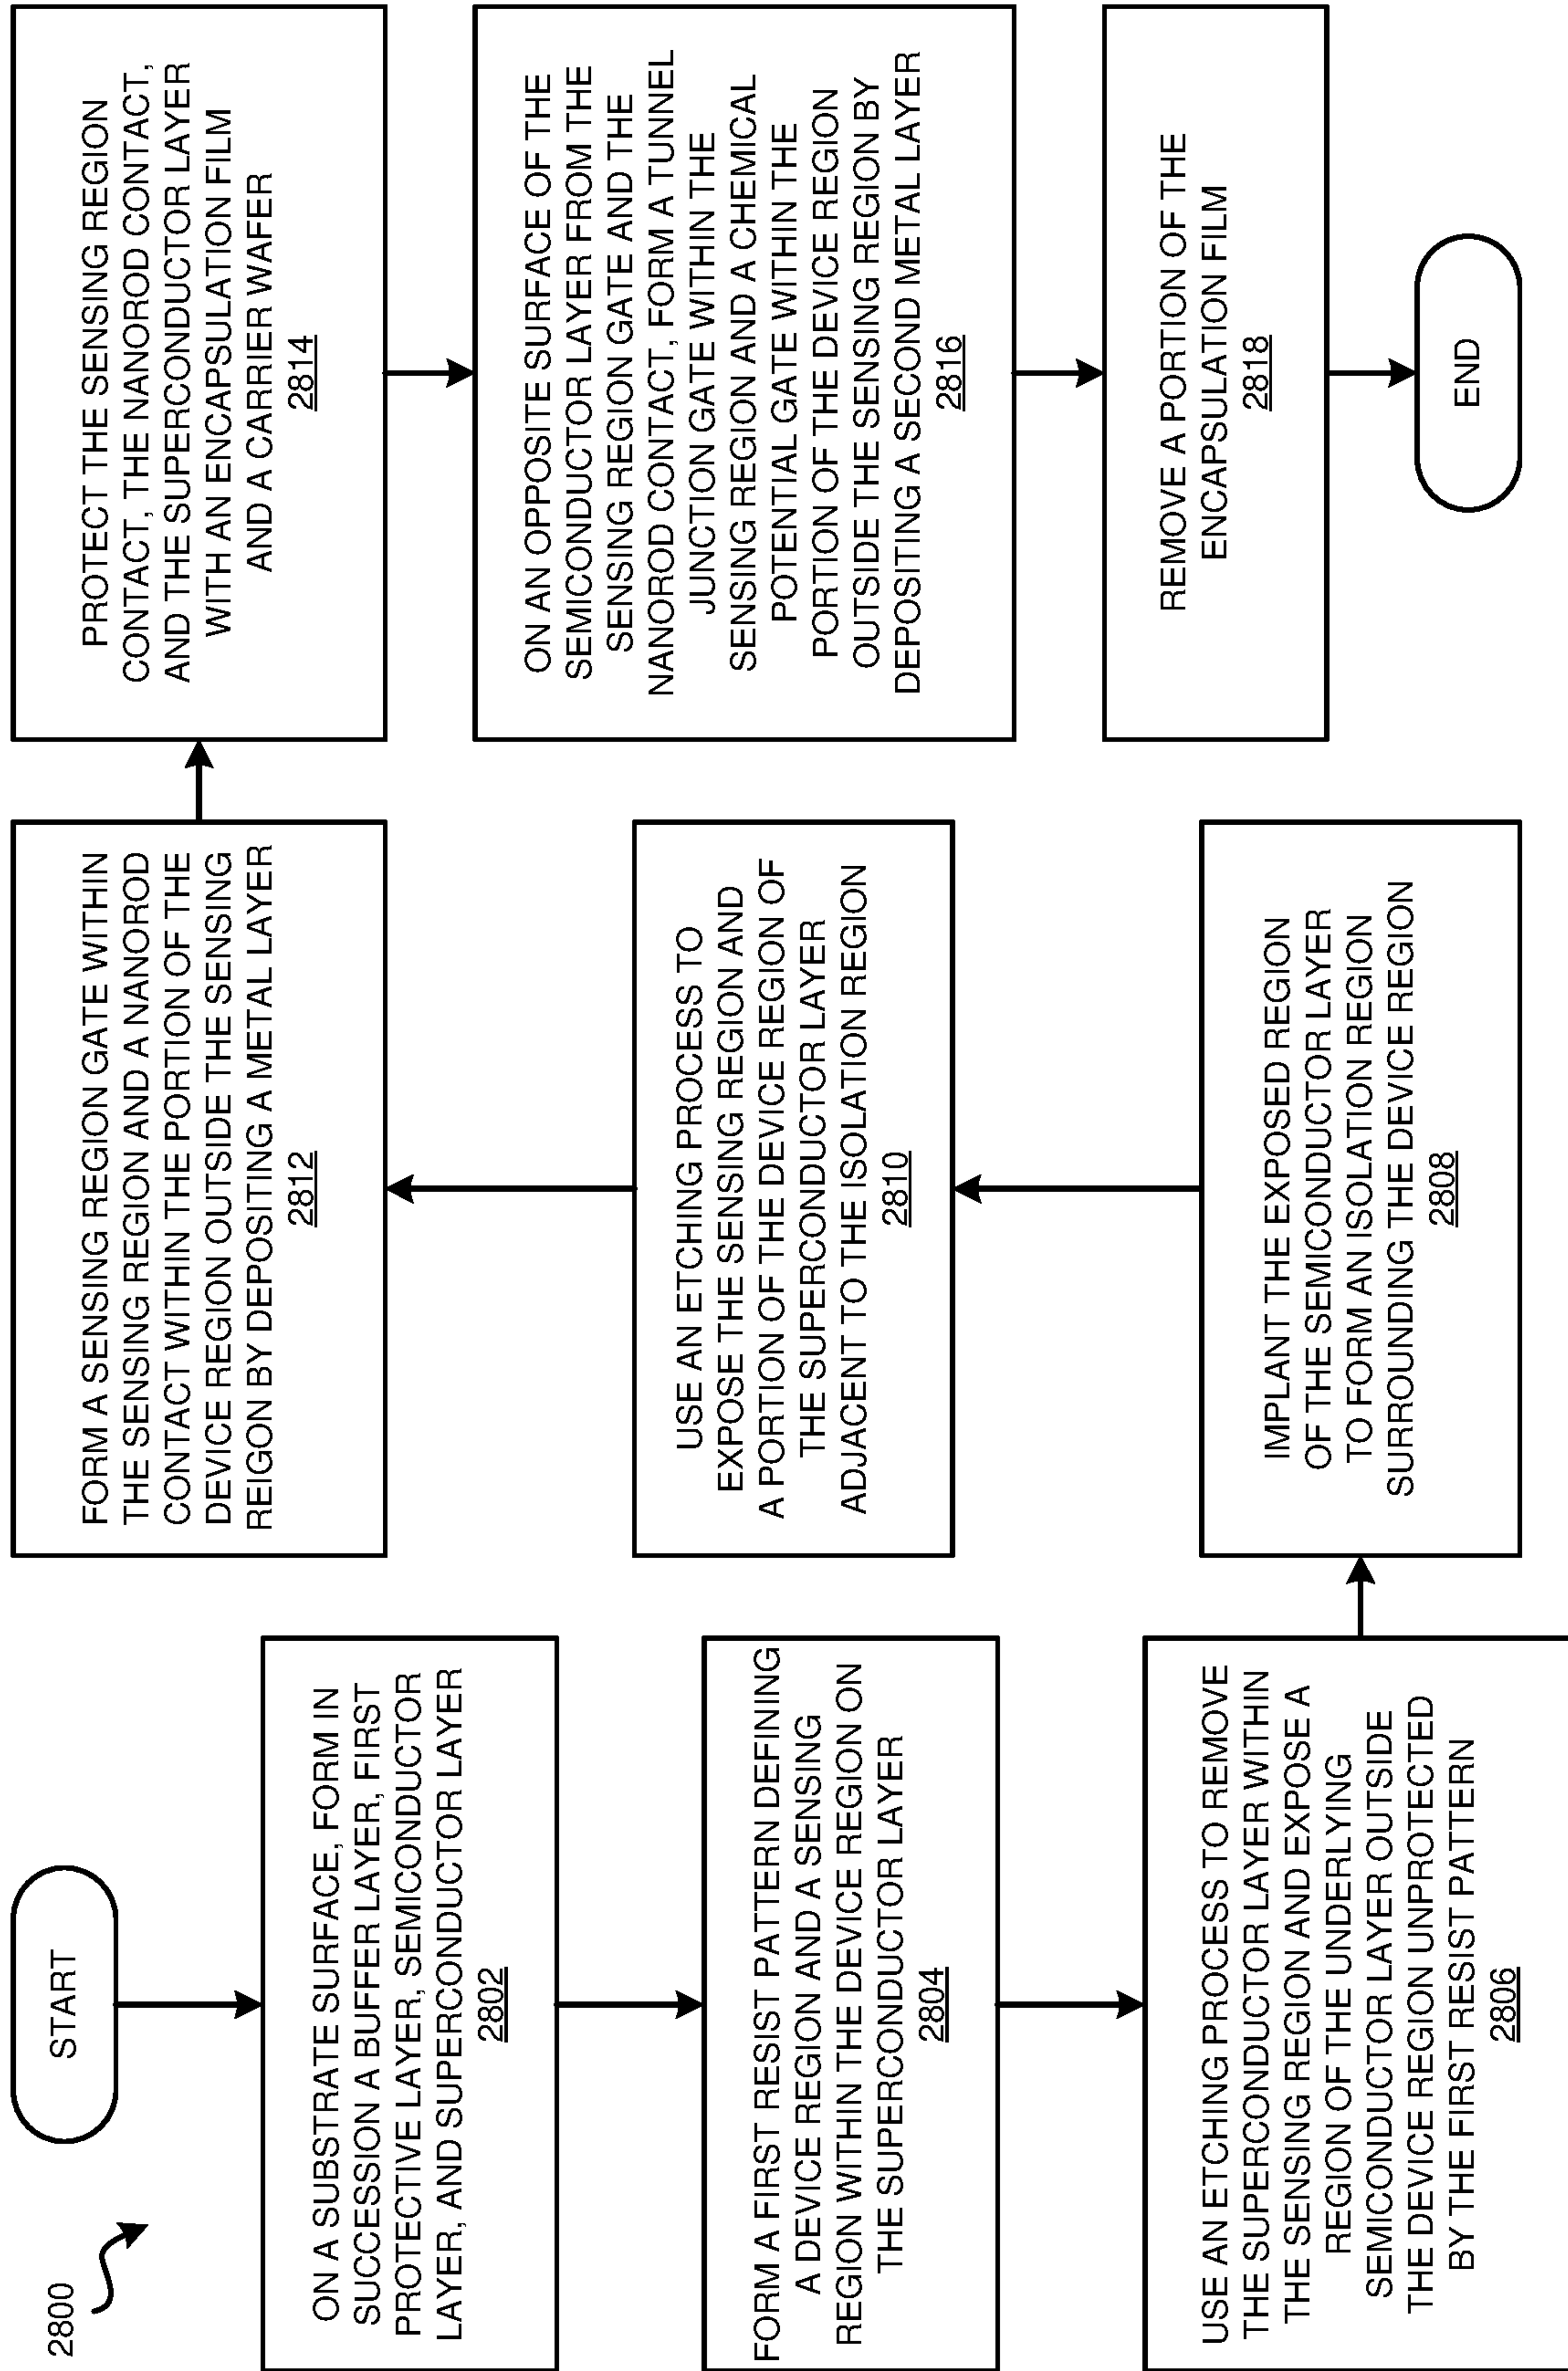 2800
START
ON A SUBSTRATE SURFACE, FORM IN
SUCCESSION A BUFFER LAYER, FIRST
PROTECTIVE LAYER, SEMICONDUCTOR
LAYER, AND SUPERCONDUCTOR LAYER
2802
FORM A FIRST RESIST PATTERN DEFINING
A DEVICE REGION AND A SENSING
REGION WITHIN THE DEVICE REGION ON
THE SUPERCONDUCTOR LAYER
2804
USE AN ETCHING PROCESS TO REMOVE
THE SUPERCONDUCTOR LAYER WITHIN
THE SENSING REGION AND EXPOSE A
REGION OF THE UNDERLYING
SEMICONDUCTOR LAYER OUTSIDE
THE DEVICE REGION UNPROTECTED
BY THE FIRST RESIST PATTERN
2806
IMPLANT THE EXPOSED REGION
OF THE SEMICONDUCTOR LAYER
TO FORM AN ISOLATION REGION
SURROUNDING THE DEVICE REGION
2808
USE AN ETCHING PROCESS TO
EXPOSE THE SENSING REGION AND
A PORTION OF THE DEVICE REGION OF
THE SUPERCONDUCTOR LAYER
ADJACENT TO THE ISOLATION REGION
2810
FORM A SENSING REGION GATE WITHIN
THE SENSING REGION AND A NANOROD
CONTACT WITHIN THE PORTION OF THE
DEVICE REGION OUTSIDE THE SENSING
REIGON BY DEPOSITING A METAL LAYER
2812
PROTECT THE SENSING REGION
CONTACT, THE NANOROD CONTACT,
AND THE SUPERCONDUCTOR LAYER
WITH AN ENCAPSULATION FILM
AND A CARRIER WAFER
2814
ON AN OPPOSITE SURFACE OF THE
SEMICONDUCTOR LAYER FROM THE
SENSING REGION GATE AND THE
NANOROD CONTACT, FORM A TUNNEL
JUNCTION GATE WITHIN THE
SENSING REGION AND A CHEMICAL
POTENTIAL GATE WITHIN THE
PORTION OF THE DEVICE REGION
OUTSIDE THE SENSING REGION BY
DEPOSITING A SECOND METAL LAYER
2816
REMOVE A PORTION OF THE
ENCAPSULATION FILM
2818
END